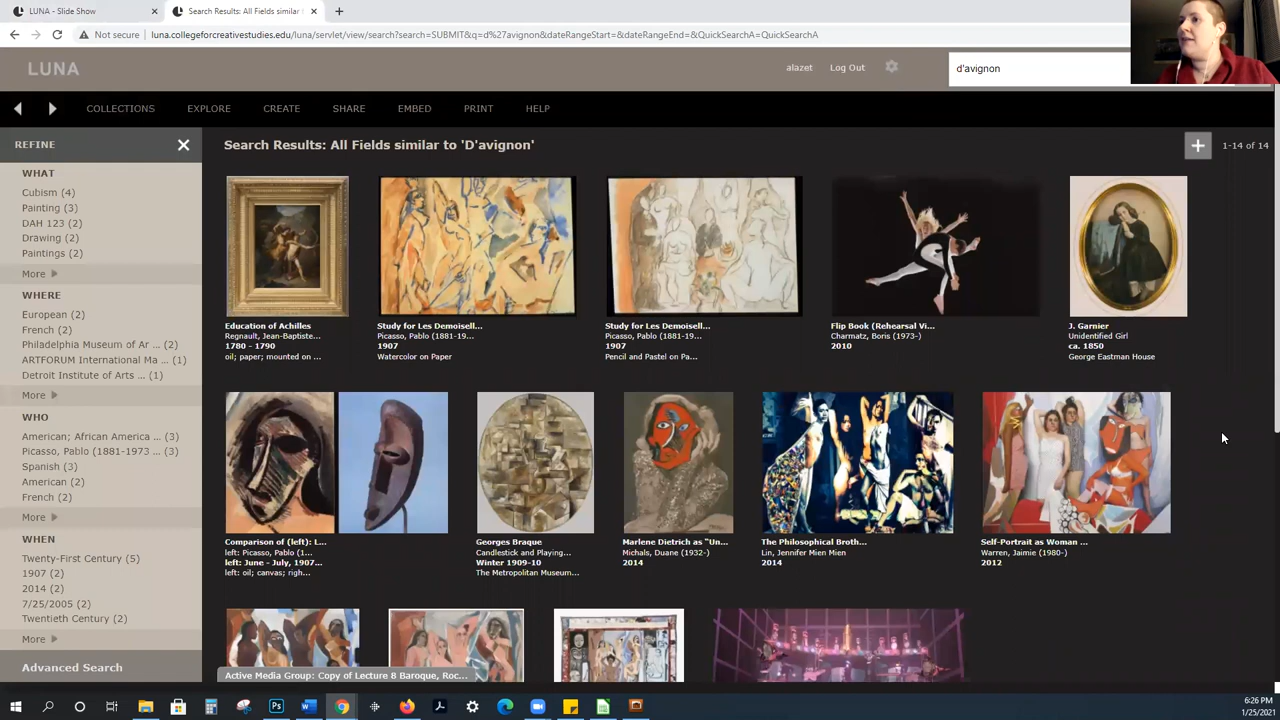 LUNA - Slide Show
Search Results: All Fields similar to
Not secure
luna.collegeforcreativestudies.edu/luna/servlet/view/search?search=SUBMIT&q=d%27avignon&dateRangeStart=&dateRangeEnd=&QuickSearchA=QuickSearchA
LUNA
alazet
Log Out
d'avignon
COLLECTIONS
EXPLORE
CREATE
SHARE
EMBED
PRINT
HELP
REFINE
Search Results: All Fields similar to 'D'avignon'
1-14 of 14
WHAT
Cubism (4)
Painting (3)
DAH 123 (2)
Drawing (2)
Paintings (2)
More
WHERE
European (2)
French (2)
Philadelphia Museum of Ar ... (2)
ARTFORUM International Ma ... (1)
Detroit Institute of Arts ... (1)
More
WHO
American; African America ... (3)
Picasso, Pablo (1881-1973 ... (3)
Spanish (3)
American (2)
French (2)
More
WHEN
Twenty-First Century (5)
1907 (2)
2014 (2)
7/25/2005 (2)
Twentieth Century (2)
More
Advanced Search
Education of Achilles
Regnault, Jean-Baptiste...
1780 - 1790
oil; paper; mounted on ...
Study for Les Demoisell...
Picasso, Pablo (1881-19...
1907
Watercolor on Paper
Study for Les Demoisell...
Picasso, Pablo (1881-19...
1907
Pencil and Pastel on Pa...
Flip Book (Rehearsal Vi...
Charmatz, Boris (1973-)
2010
J. Garnier
Unidentified Girl
ca. 1850
George Eastman House
Comparison of (left): L...
left: Picasso, Pablo (1...
left: June - July, 1907...
left: oil; canvas; righ...
Georges Braque
Candlestick and Playing...
Winter 1909-10
The Metropolitan Museum...
Marlene Dietrich as "Un...
Michals, Duane (1932-)
2014
The Philosophical Broth...
Lin, Jennifer Mien Mien
2014
Self-Portrait as Woman ...
Warren, Jaimie (1980-)
2012
Active Media Group: Copy of Lecture 8 Baroque, Roc...
6:26 PM
1/25/2021